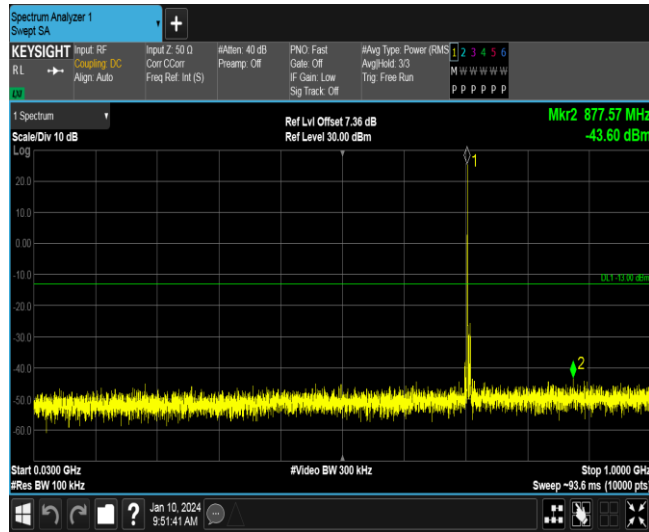 Spectrum Analyzer 1
Swept SA
+
KEYSIGHT
RL
LXI
Input: RF
Coupling: DC
Align: Auto
Input Z: 50 Ω
Corr CCorr
Freq Ref: Int (S)
#Atten: 40 dB
Preamp: Off
PNO: Fast
Gate: Off
IF Gain: Low
Sig Track: Off
#Avg Type: Power (RMS
Avg|Hold: 3/3
Trig: Free Run
1 2 3 4 5 6
M W W W W W
P P P P P P
1 Spectrum
Scale/Div 10 dB
Log
Ref Lvl Offset 7.36 dB
Ref Level 30.00 dBm
Mkr2 877.57 MHz
-43.60 dBm
1
20.0
10.0
0.00
-10.0
DL1 -13.00 dBm
-20.0
-30.0
-40.0
2
-50.0
-60.0
Start 0.0300 GHz
#Res BW 100 kHz
#Video BW 300 kHz
Stop 1.0000 GHz
Sweep ~93.6 ms (10000 pts)
?
Jan 10, 2024
9:51:41 AM